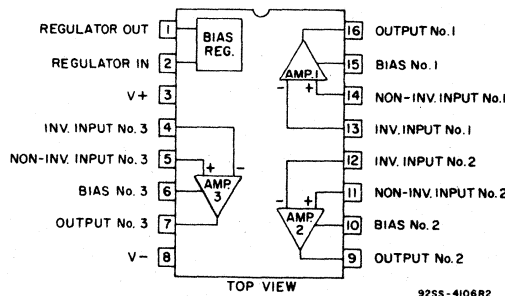 REGULATOR OUT 1
REGULATOR IN 2
V+ 3
INV. INPUT No. 3 4
NON-INV. INPUT No. 3 5
BIAS No. 3 6
OUTPUT No. 3 7
V- 8
BIAS
REG.
+ -
AMP.
3
AMP. 1
- +
- +
AMP.
2
16 OUTPUT No. 1
15 BIAS No. 1
14 NON-INV. INPUT No. 1
13 INV. INPUT No. 1
12 INV. INPUT No. 2
11 NON-INV. INPUT No. 2
10 BIAS No. 2
9 OUTPUT No. 2
TOP VIEW
92SS-4106R2